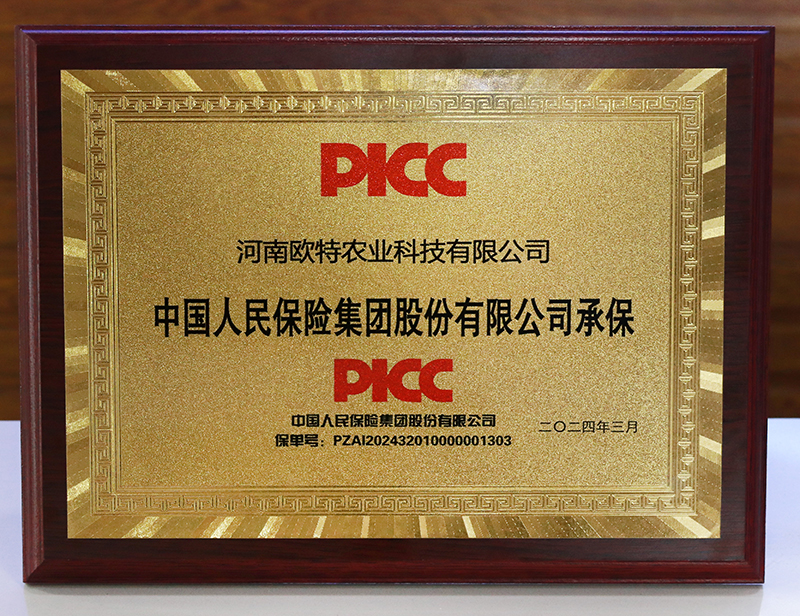 PICC
河南欧特农业科技有限公司
中国人民保险集团股份有限公司承保
PICC
中国人民保险集团股份有限公司
保单号：PZAI202432010000001303
二〇二四年三月